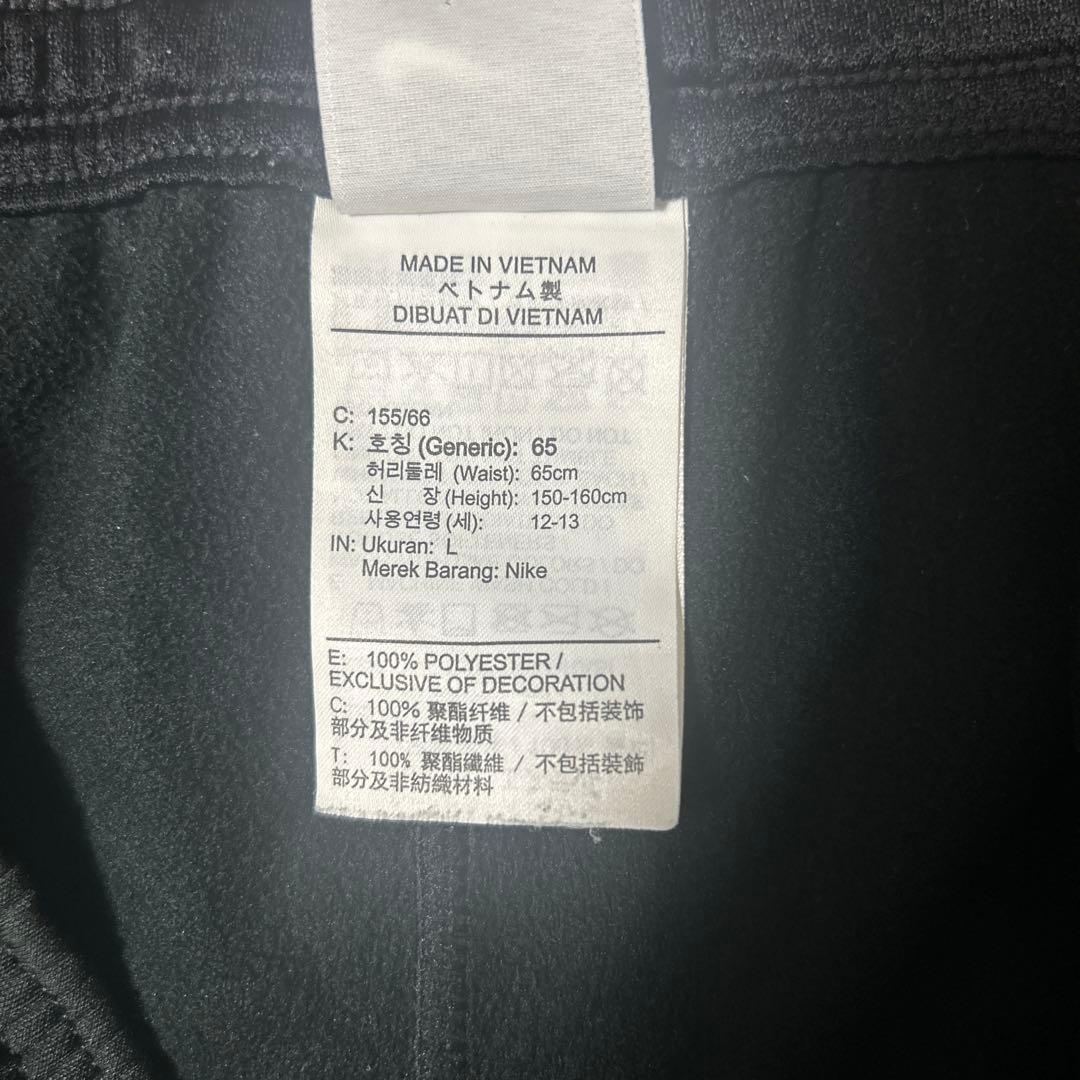 MADE IN VIETNAM
ベトナム製
DIBUAT DI VIETNAM
C: 155/66
K: 호칭 (Generic): 65
허리둘레 (Waist): 65cm
신 장 (Height): 150-160cm
사용연령 (세): 12-13
IN: Ukuran: L
Merek Barang: Nike
E: 100% POLYESTER /
EXCLUSIVE OF DECORATION
C: 100% 聚酯纤维 / 不包括装饰
部分及非纤维物质
T: 100% 聚酯纖維 / 不包括裝飾
部分及非紡織材料